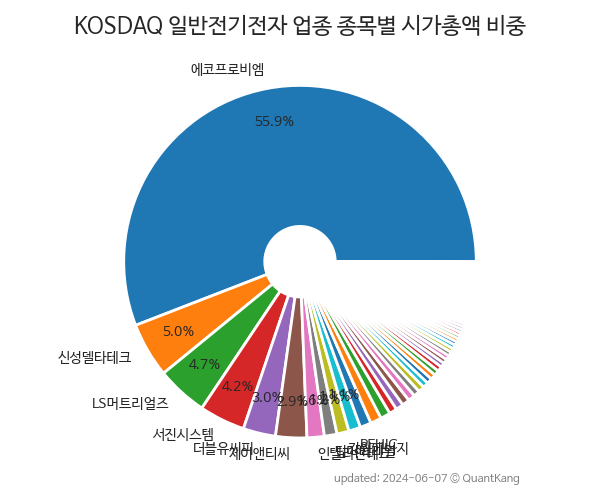 KOSDAQ 일반전기전자 업종 종목별 시가총액 비중
에코프로비엠
55.9%
5.0%
4.7%
4.2%
3.0%
2.9%
신성델타테크
LS머트리얼즈
서진시스템
더블유씨피
제이앤티씨
updated: 2024-06-07 © QuantKang